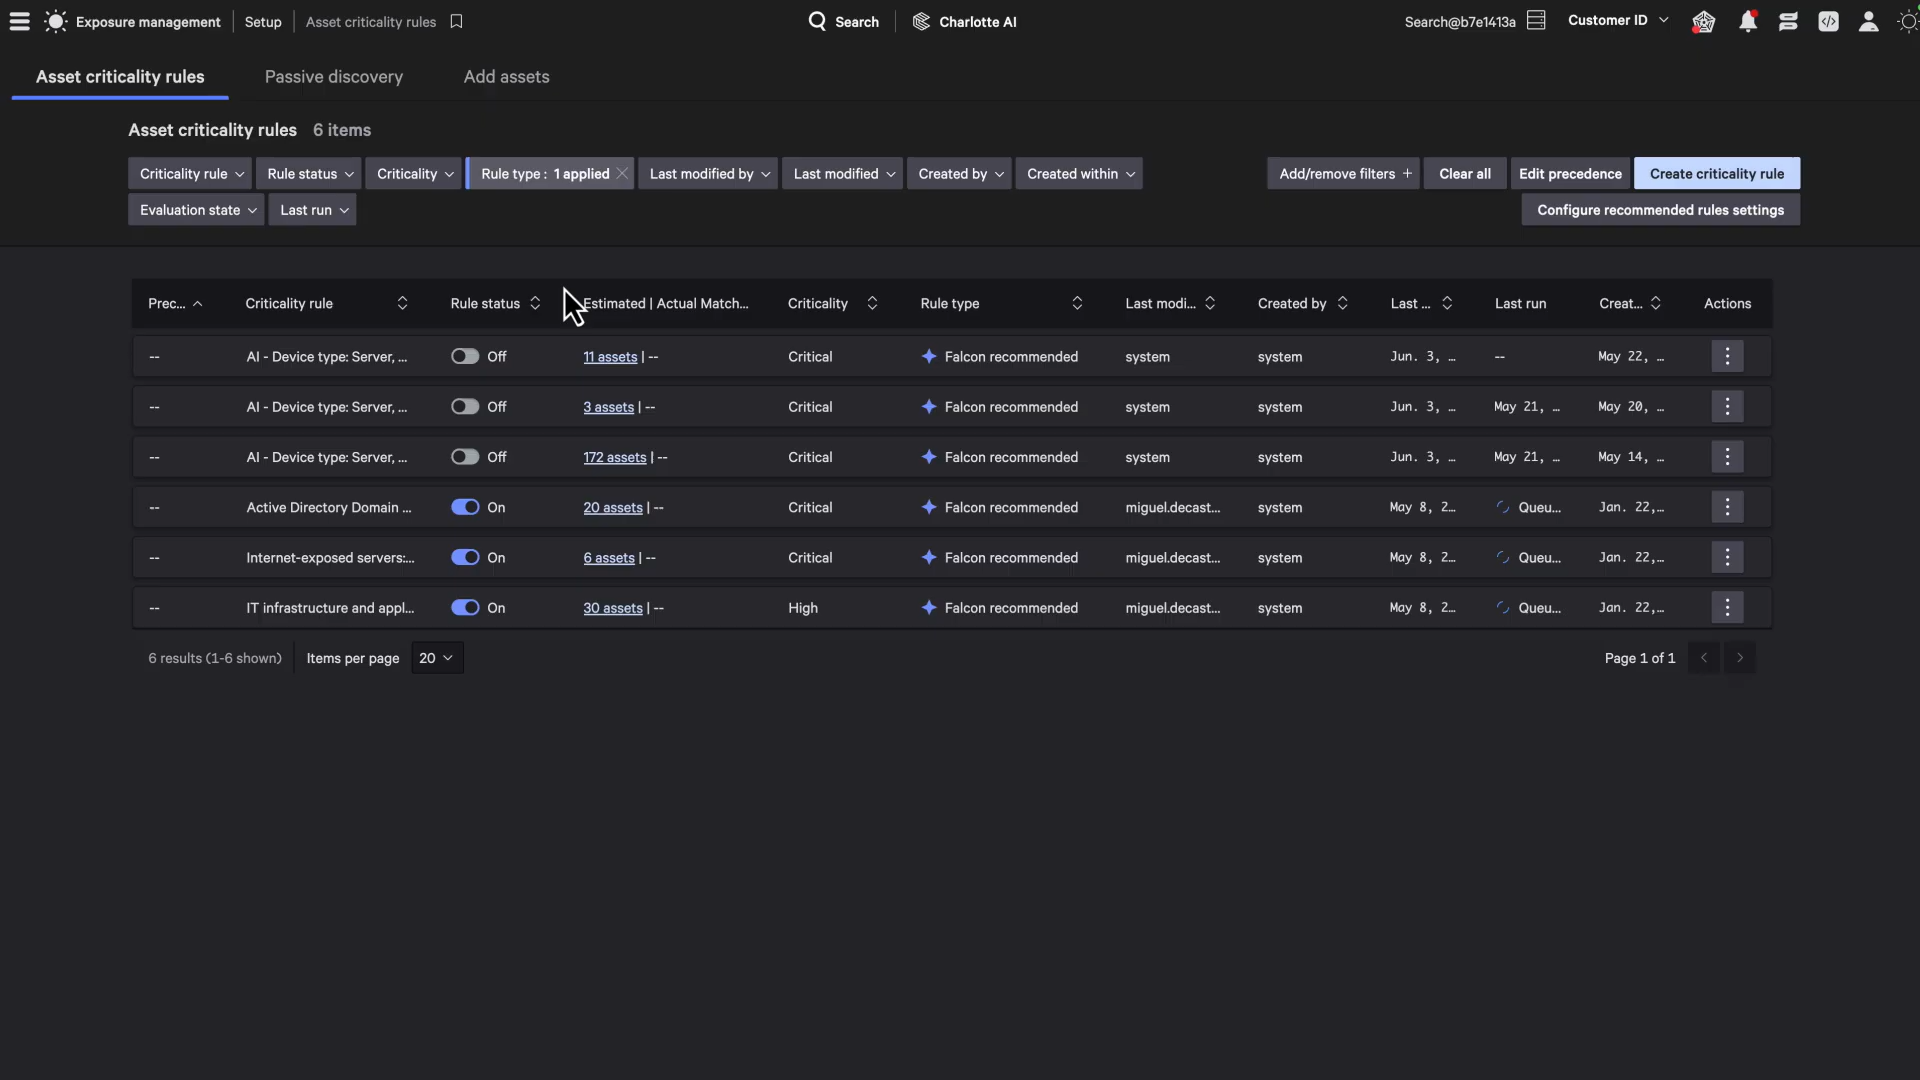 Exposure management Setup Asset criticality rules Search Charlotte AI Search@b7e1413a Customer ID
Asset criticality rules Passive discovery Add assets
Asset criticality rules 6 items
Criticality rule Rule status Criticality Rule type : 1 applied Last modified by Last modified Created by Created within Add/remove filters + Clear all Edit precedence Create criticality rule
Evaluation state Last run Configure recommended rules settings
Prec... Criticality rule Rule status Estimated | Actual Match... Criticality Rule type Last modi... Created by Last ... Last run Creat... Actions
-- AI - Device type: Server, ... Off 11 assets | -- Critical Falcon recommended system system Jun. 3, … -- May 22, …
-- AI - Device type: Server, ... Off 3 assets | -- Critical Falcon recommended system system Jun. 3, … May 21, … May 20, …
-- AI - Device type: Server, ... Off 172 assets | -- Critical Falcon recommended system system Jun. 3, … May 21, … May 14, …
-- Active Directory Domain ... On 20 assets | -- Critical Falcon recommended miguel.decast... system May 8, 2… Queu... Jan. 22,…
-- Internet-exposed servers:... On 6 assets | -- Critical Falcon recommended miguel.decast... system May 8, 2… Queu... Jan. 22,…
-- IT infrastructure and appl... On 30 assets | -- High Falcon recommended miguel.decast... system May 8, 2… Queu... Jan. 22,…
6 results (1-6 shown) Items per page 20 Page 1 of 1